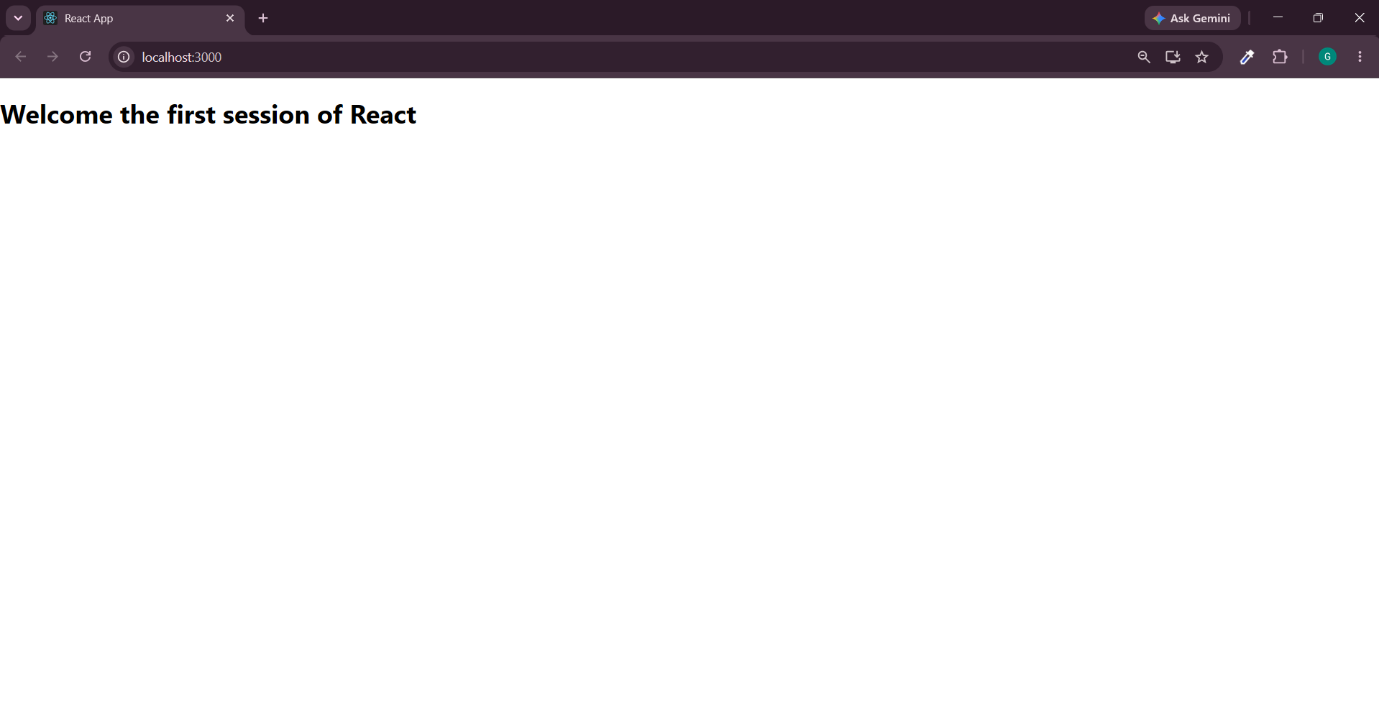 React App
Ask Gemini
localhost:3000
G
Welcome the first session of React